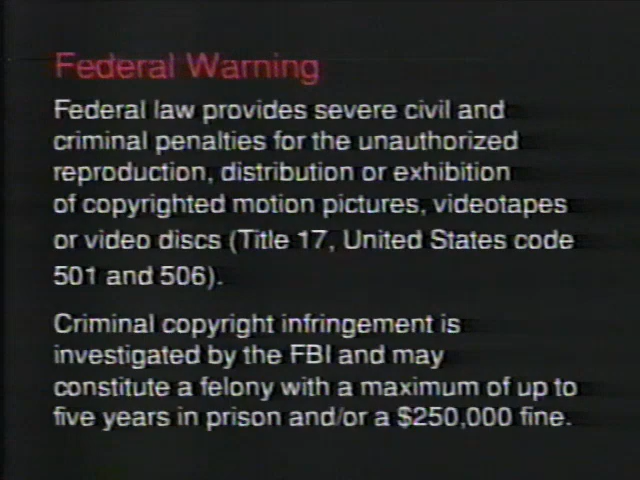 Federal Warning
Federal law provides severe civil and
criminal penalties for the unauthorized
reproduction, distribution or exhibition
of copyrighted motion pictures, videotapes
or video discs (Title 17, United States code
501 and 506).
Criminal copyright infringement is
investigated by the FBI and may
constitute a felony with a maximum of up to
five years in prison and/or a $250,000 fine.